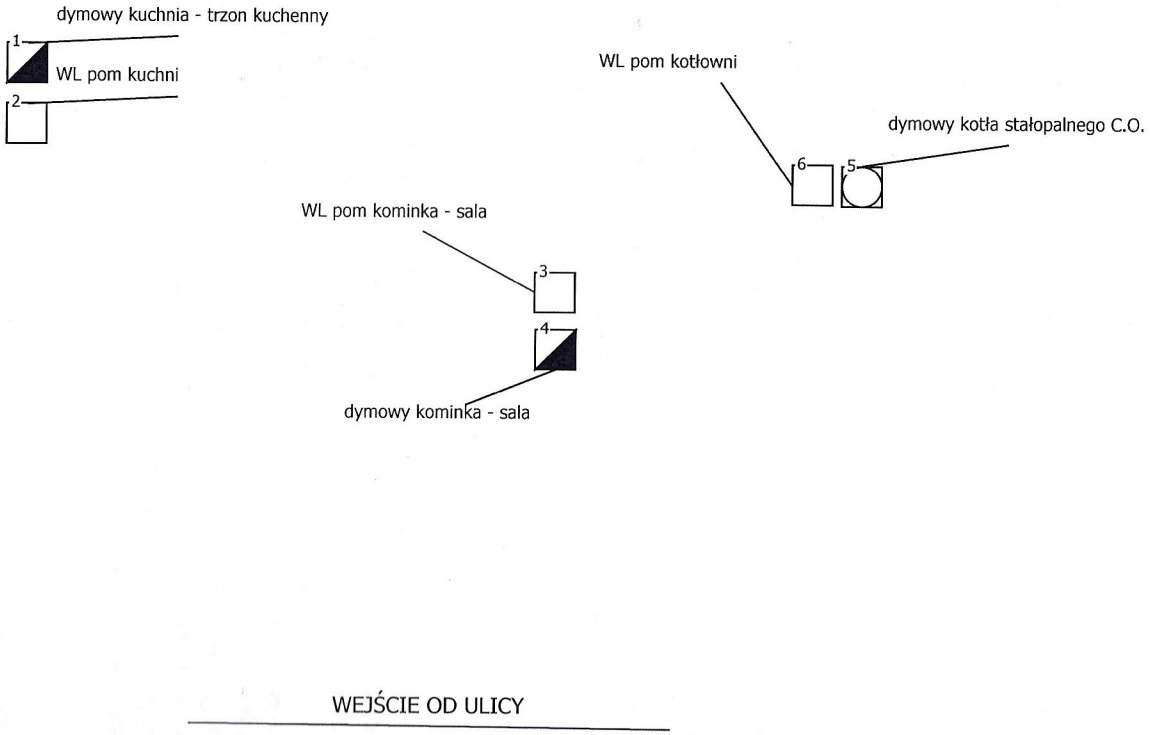 dymowy kuchnia - trzon kuchenny
1
WL pom kuchni
2
WL pom kotłowni
dymowy kotła stałopalnego C.O.
6
5
WL pom kominka - sala
3
4
dymowy kominka - sala
WEJŚCIE OD ULICY